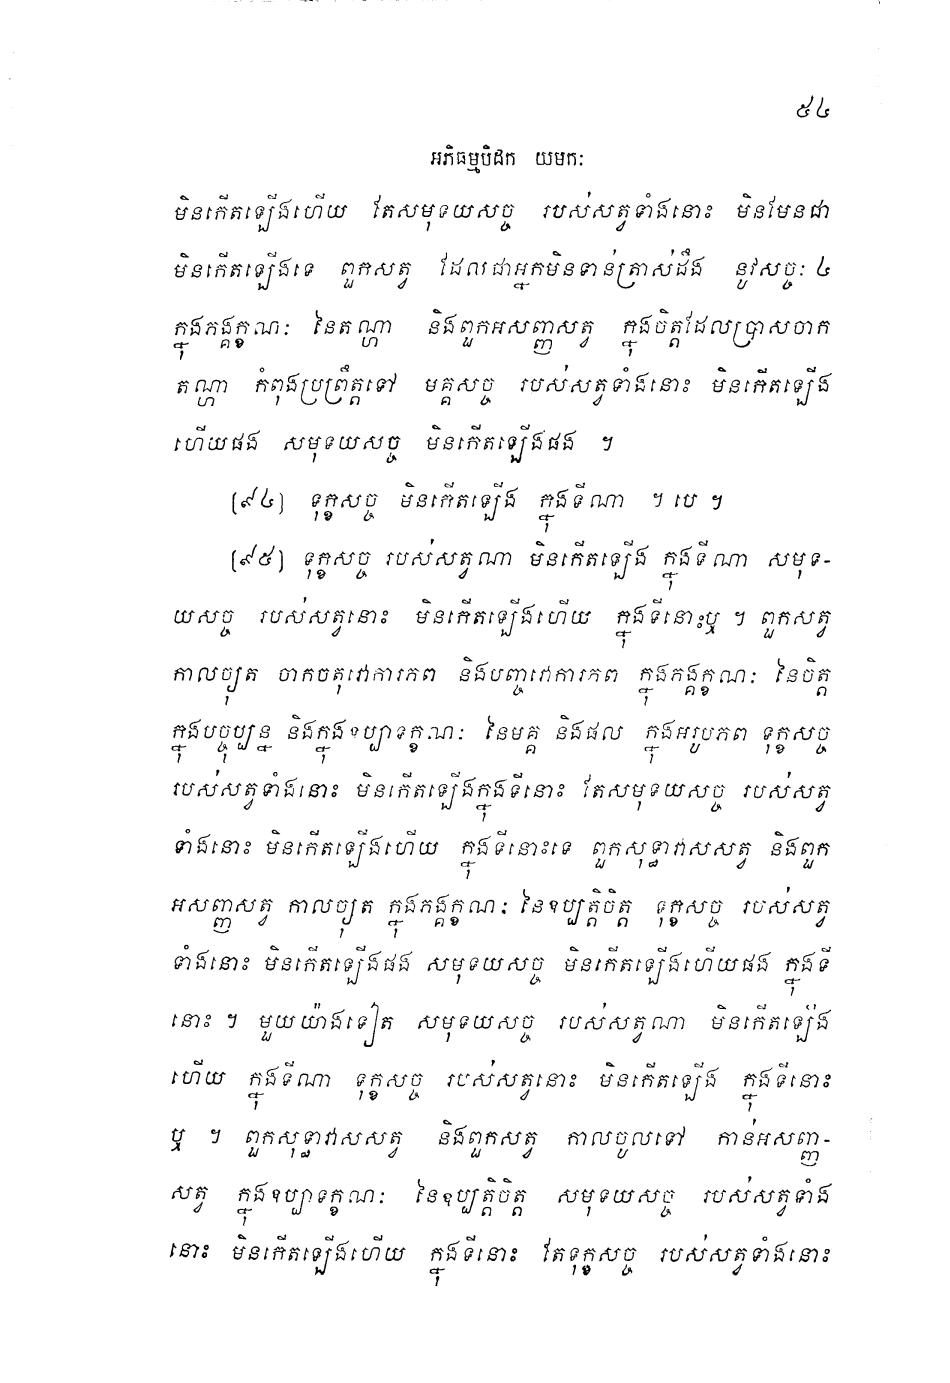 ៥៤
អភិធម្មបិដក យមកៈ
មិនកើតឡើងហើយ តែសមុទយសច្ច របស់សត្វទាំងនោះ មិនមែនជា
មិនកើតឡើងទេ ពួកសត្វ ដែលជាអ្នកមិនទាន់ត្រាស់ដឹង នូវសច្ចៈ ៤
ក្នុងភង្គក្ខណៈ នៃតណ្ហា និងពួកអសញ្ញសត្វ ក្នុងចិត្តដែលប្រាសចាក
តណ្ហា កំពុងប្រព្រឹត្តទៅ មគ្គសច្ច របស់សត្វទាំងនោះ មិនកើតឡើង
ហើយផង សមុទយសច្ច មិនកើតឡើងផង ។
(៩៤) ទុក្ខសច្ច មិនកើតឡើង ក្នុងទីណា ។ បេ ។
(៩៥) ទុក្ខសច្ច របស់សត្វណា មិនកើតឡើង ក្នុងទីណា សមុទ-
យសច្ច របស់សត្វនោះ មិនកើតឡើងហើយ ក្នុងទីនោះឬ ។ ពួកសត្វ
កាលច្យុត ចាកចតុវោការភព និងបញ្ចវោការភព ក្នុងភង្គក្ខណៈ នៃចិត្ត
ក្នុងបច្ចុប្បន្ន និងក្នុងឧប្បាទក្ខណៈ នៃមគ្គ និងផល ក្នុងអរូបភព ទុក្ខសច្ច
របស់សត្វទាំងនោះ មិនកើតឡើងក្នុងទីនោះ តែសមុទយសច្ច របស់សត្វ
ទាំងនោះ មិនកើតឡើងហើយ ក្នុងទីនោះទេ ពួកសុទ្ធាវាសសត្វ និងពួក
អសញ្ញសត្វ កាលច្យុត ក្នុងភង្គក្ខណៈ នៃឧប្បត្តិចិត្ត ទុក្ខសច្ច របស់សត្វ
ទាំងនោះ មិនកើតឡើងផង សមុទយសច្ច មិនកើតឡើងហើយផង ក្នុងទី
នោះ ។ មួយយ៉ាងទៀត សមុទយសច្ច របស់សត្វណា មិនកើតឡើង
ហើយ ក្នុងទីណា ទុក្ខសច្ច របស់សត្វនោះ មិនកើតឡើង ក្នុងទីនោះ
ឬ ។ ពួកសុទ្ធាវាសសត្វ និងពួកសត្វ កាលចូលទៅ កាន់អសញ្ញ-
សត្វ ក្នុងឧប្បាទក្ខណៈ នៃឧប្បត្តិចិត្ត សមុទយសច្ច របស់សត្វទាំង
នោះ មិនកើតឡើងហើយ ក្នុងទីនោះ តែទុក្ខសច្ច របស់សត្វទាំងនោះ